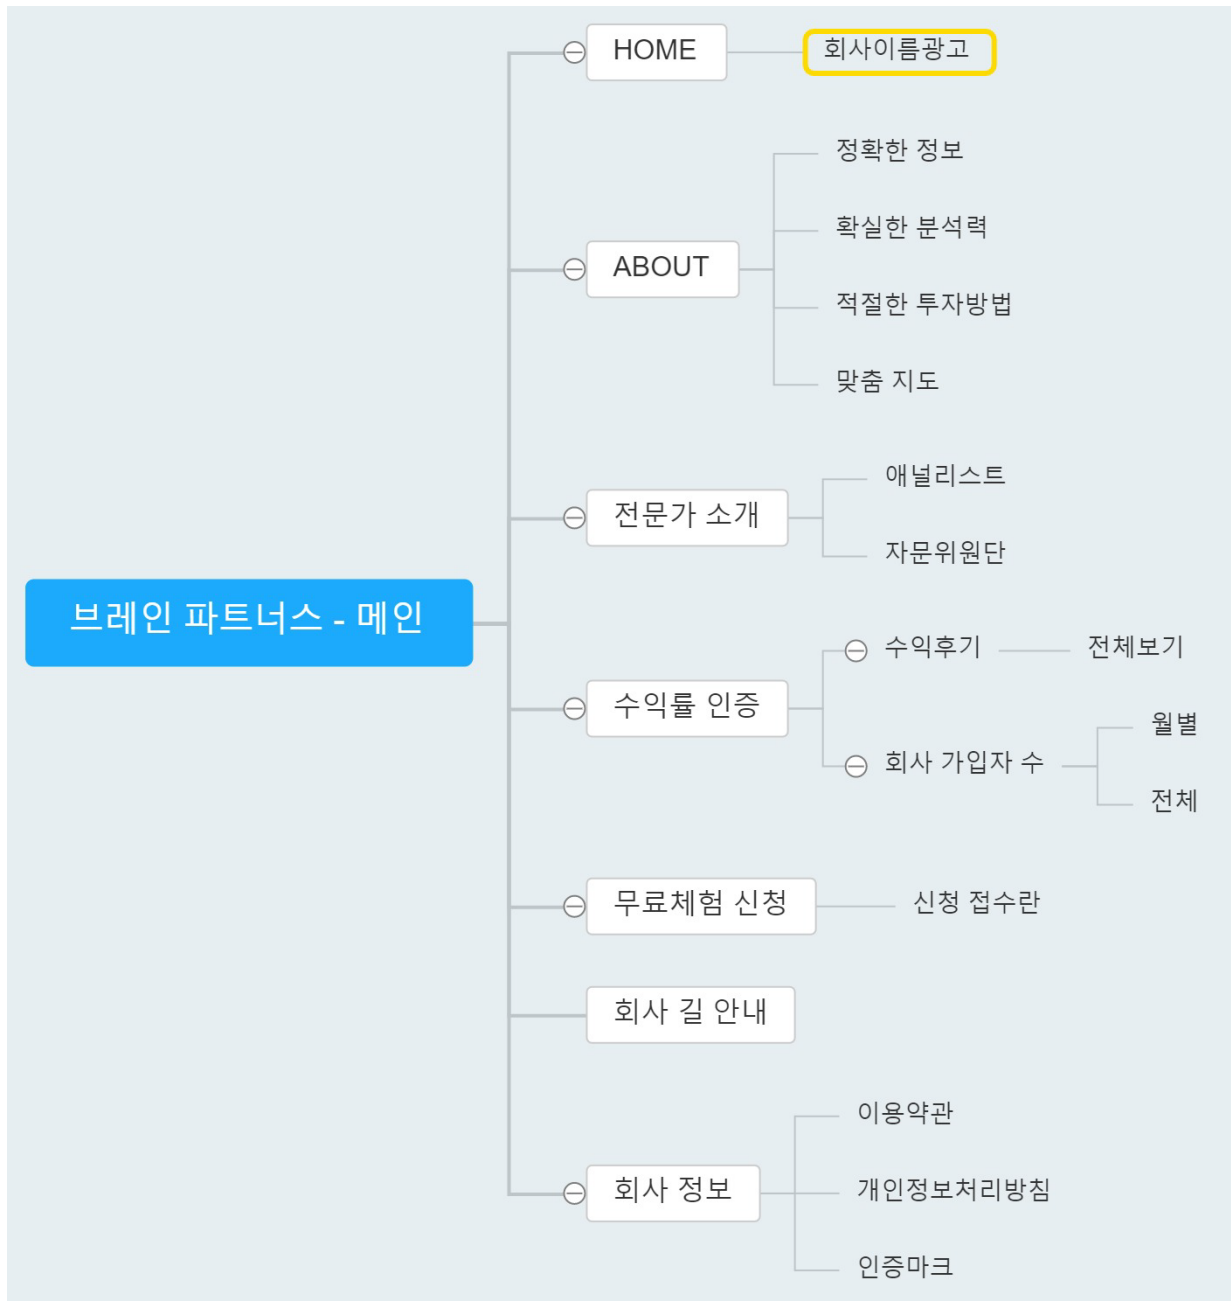 HOME
회사이름광고
정확한 정보
확실한 분석력
ABOUT
적절한 투자방법
맞춤 지도
애널리스트
전문가 소개
자문위원단
브레인 파트너스 - 메인
수익후기
전체보기
수익률 인증
월별
회사 가입자 수
전체
무료체험 신청
신청 접수란
회사 길 안내
이용약관
회사 정보
개인정보처리방침
인증마크